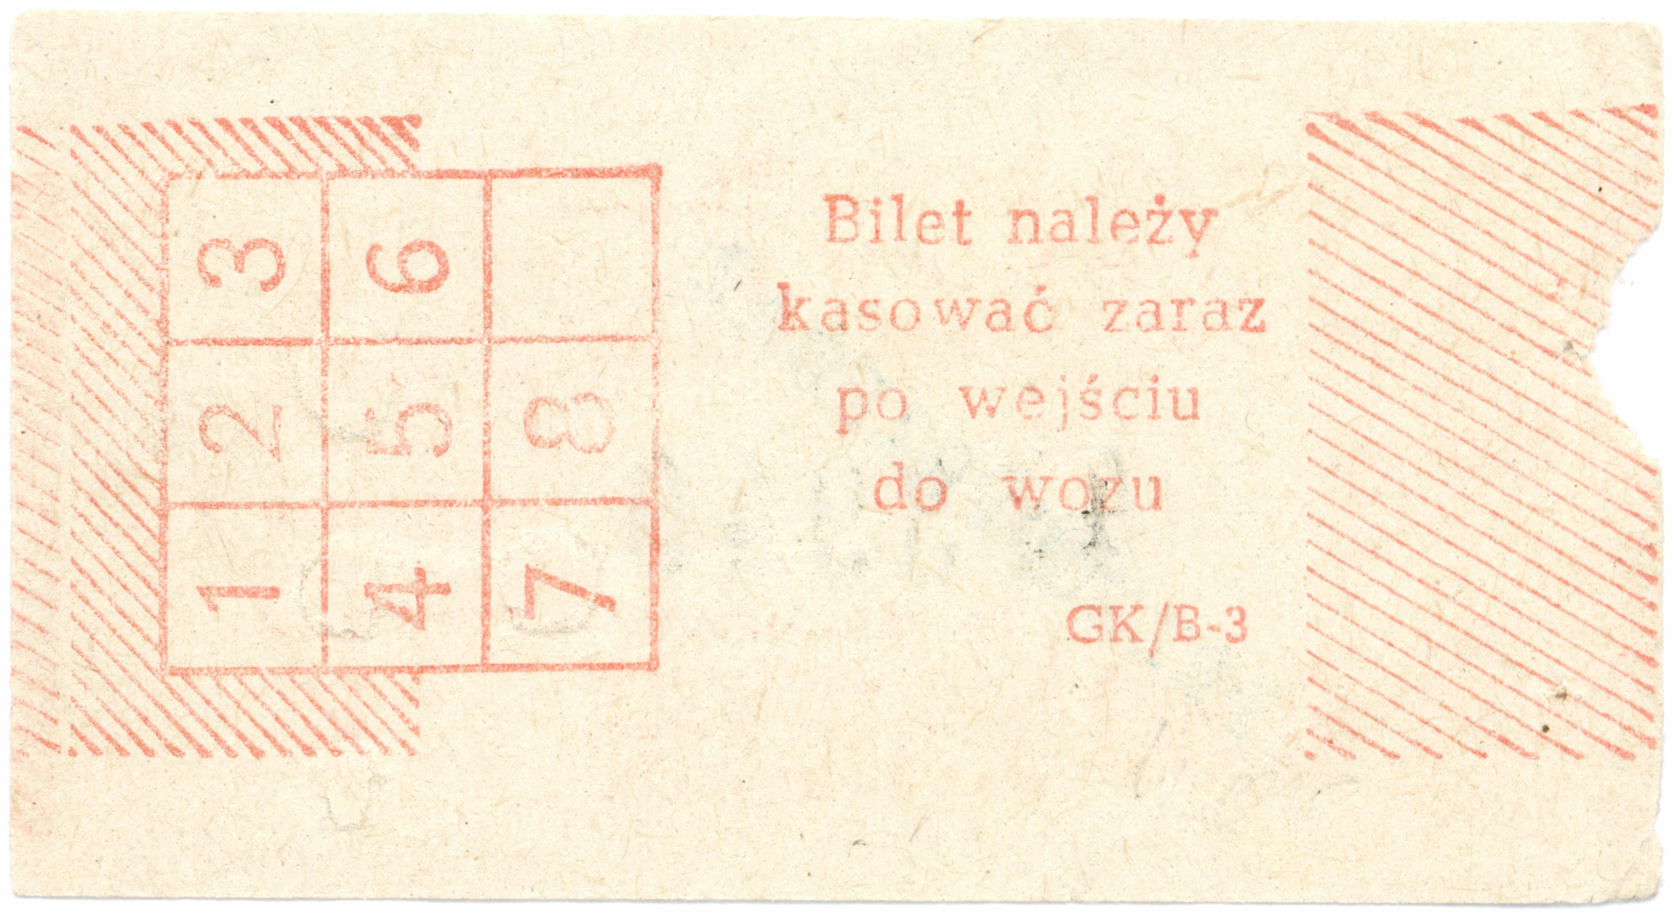 3 6
2 5 8
1 4 7
Bilet należy
kasować zaraz
po wejściu
do wozu
GK/B-3